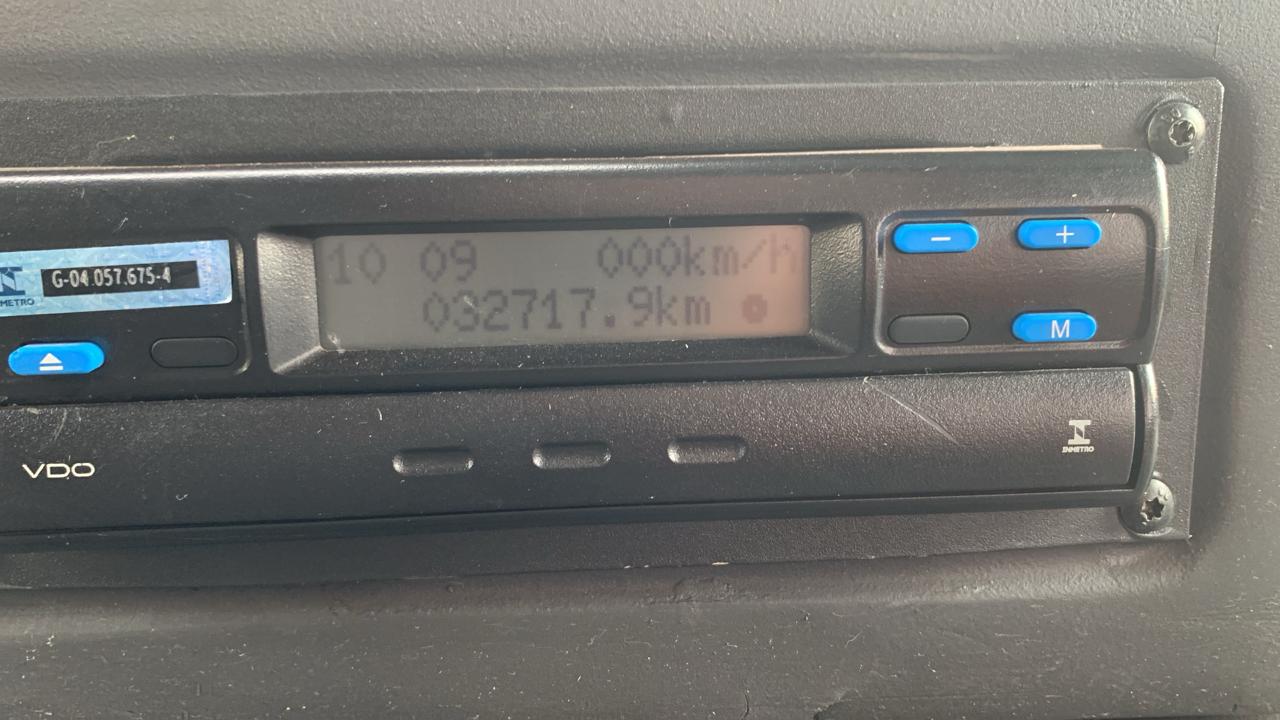 10 09 000km/h
032717.9km
G-04.057.675-4
INMETRO
M
VDO
INMETRO